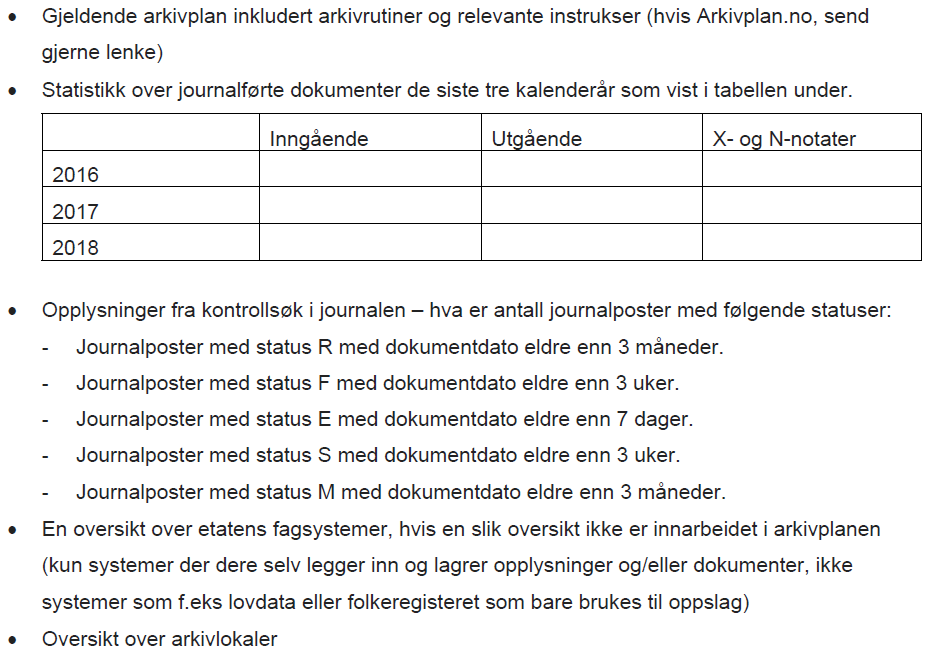 • Gjeldende arkivplan inkludert arkivrutiner og relevante instrukser (hvis Arkivplan.no, send
gjerne lenke)
• Statistikk over journalførte dokumenter de siste tre kalenderår som vist i tabellen under.
Inngående Utgående X- og N-notater
2016
2017
2018
• Opplysninger fra kontrollsøk i journalen – hva er antall journalposter med følgende statuser:
- Journalposter med status R med dokumentdato eldre enn 3 måneder.
- Journalposter med status F med dokumentdato eldre enn 3 uker.
- Journalposter med status E med dokumentdato eldre enn 7 dager.
- Journalposter med status S med dokumentdato eldre enn 3 uker.
- Journalposter med status M med dokumentdato eldre enn 3 måneder.
• En oversikt over etatens fagsystemer, hvis en slik oversikt ikke er innarbeidet i arkivplanen
(kun systemer der dere selv legger inn og lagrer opplysninger og/eller dokumenter, ikke
systemer som f.eks lovdata eller folkeregisteret som bare brukes til oppslag)
• Oversikt over arkivlokaler